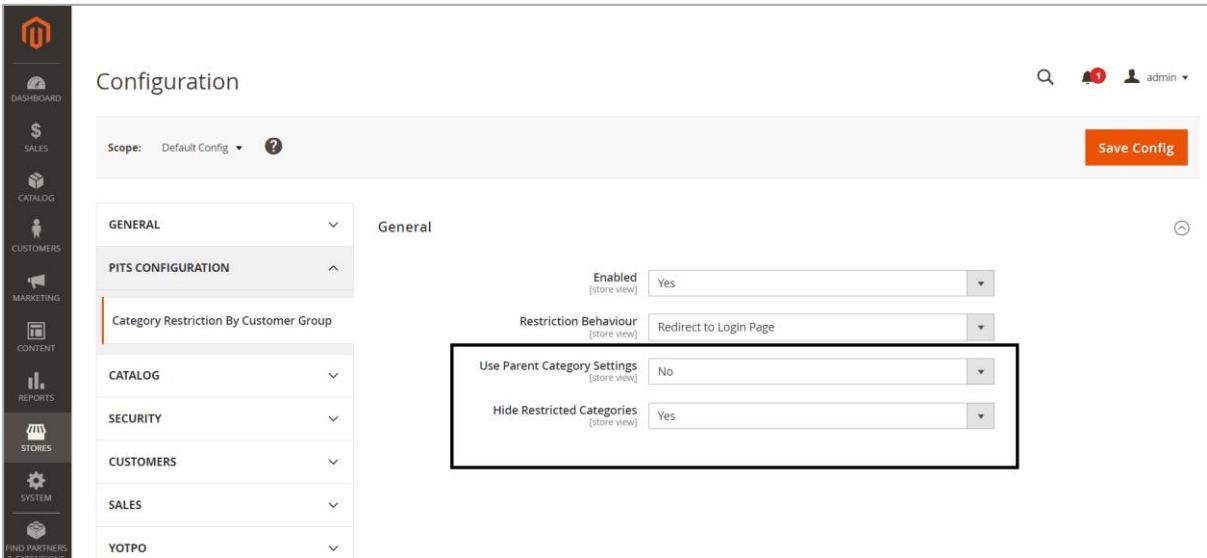 Configuration
1
admin
DASHBOARD
SALES
CATALOG
CUSTOMERS
MARKETING
CONTENT
REPORTS
STORES
SYSTEM
FIND PARTNERS
& EXTENSIONS
Scope: Default Config ?
Save Config
GENERAL
PITS CONFIGURATION
Category Restriction By Customer Group
CATALOG
SECURITY
CUSTOMERS
SALES
YOTPO
General
Enabled Yes
[store view]
Restriction Behaviour Redirect to Login Page
[store view]
Use Parent Category Settings No
[store view]
Hide Restricted Categories Yes
[store view]